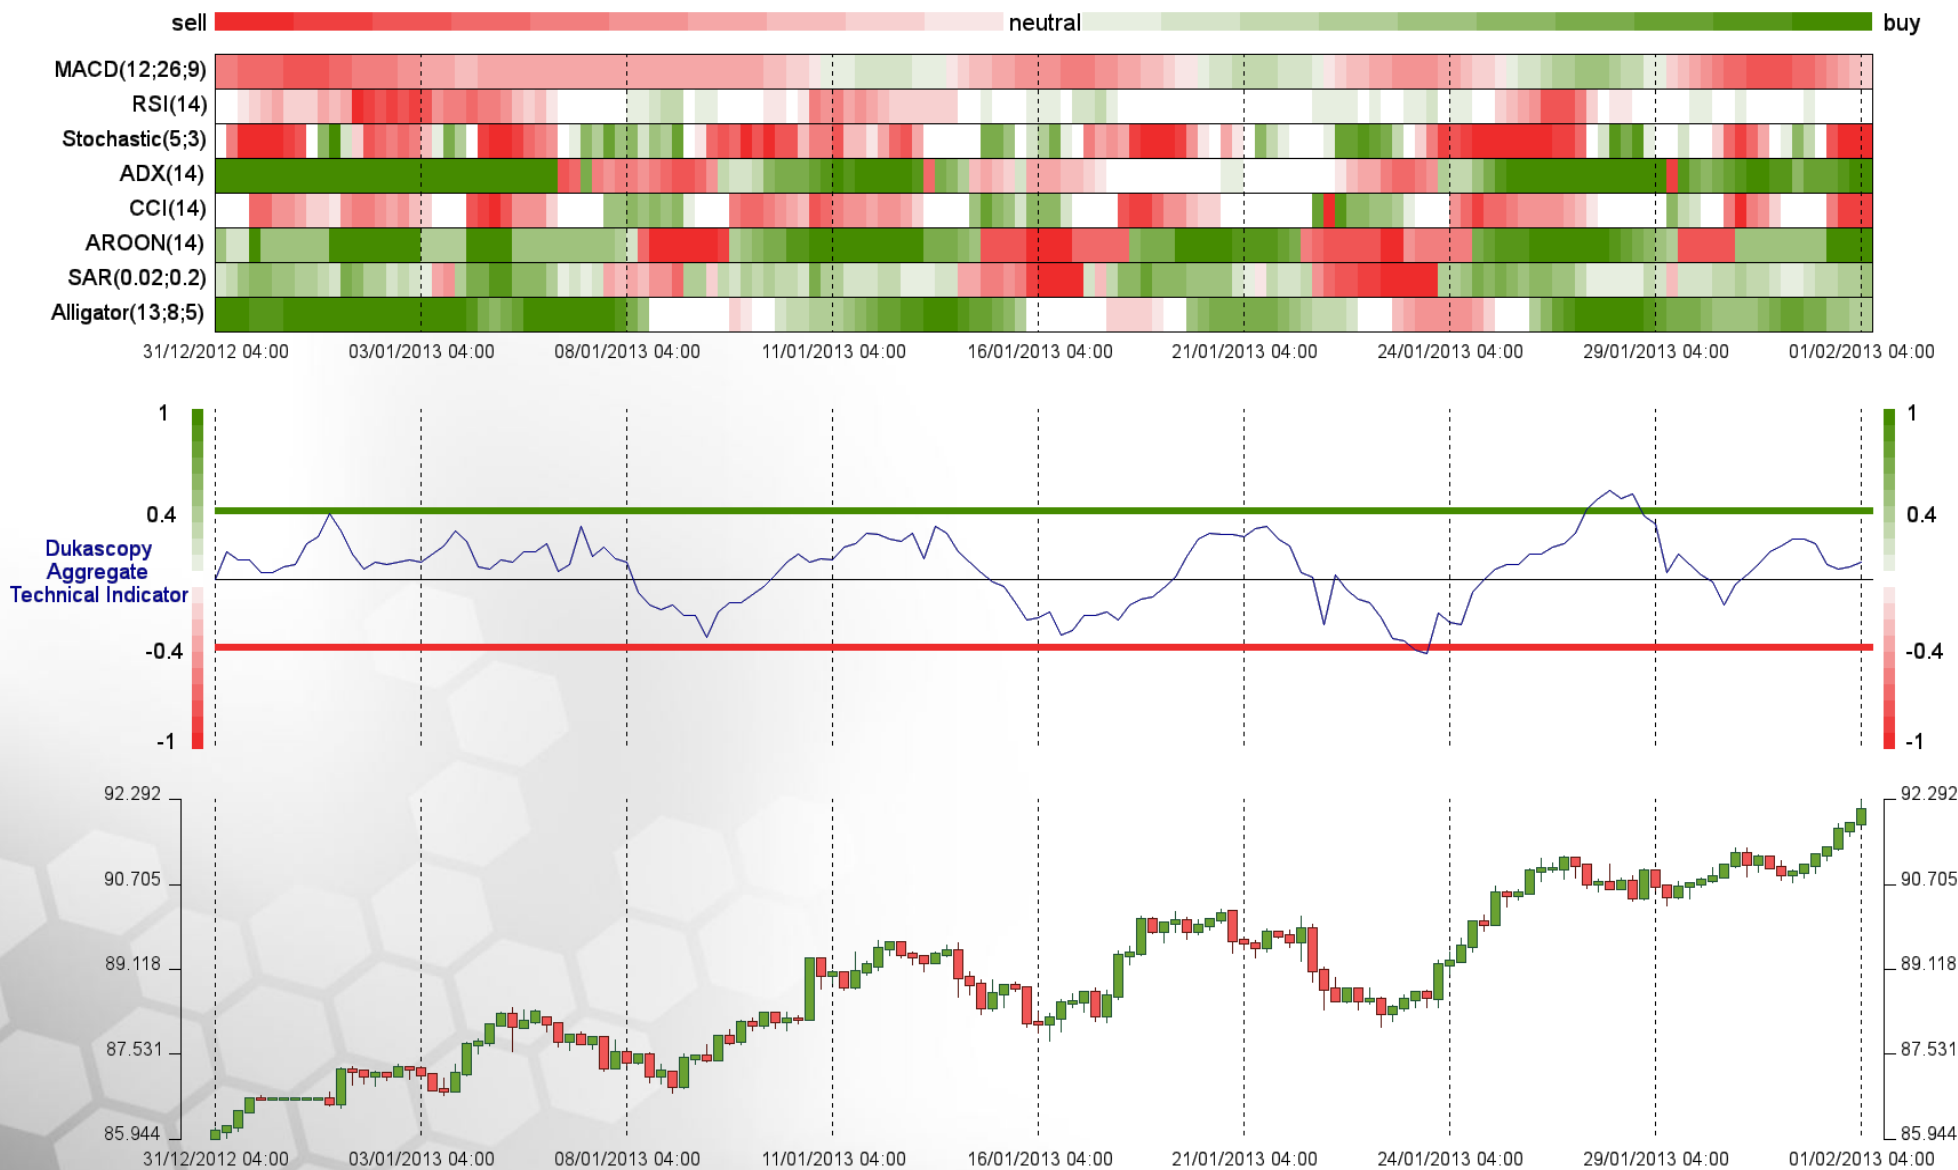 sell neutral buy
MACD(12;26;9)
RSI(14)
Stochastic(5;3)
ADX(14)
CCI(14)
AROON(14)
SAR(0.02;0.2)
Alligator(13;8;5)
31/12/2012 04:00 03/01/2013 04:00 08/01/2013 04:00 11/01/2013 04:00 16/01/2013 04:00 21/01/2013 04:00 24/01/2013 04:00 29/01/2013 04:00 01/02/2013 04:00
1 1
0.4 0.4
Dukascopy
Aggregate
Technical Indicator
-0.4 -0.4
-1 -1
92.292 92.292
90.705 90.705
89.118 89.118
87.531 87.531
85.944 85.944
31/12/2012 04:00 03/01/2013 04:00 08/01/2013 04:00 11/01/2013 04:00 16/01/2013 04:00 21/01/2013 04:00 24/01/2013 04:00 29/01/2013 04:00 01/02/2013 04:00